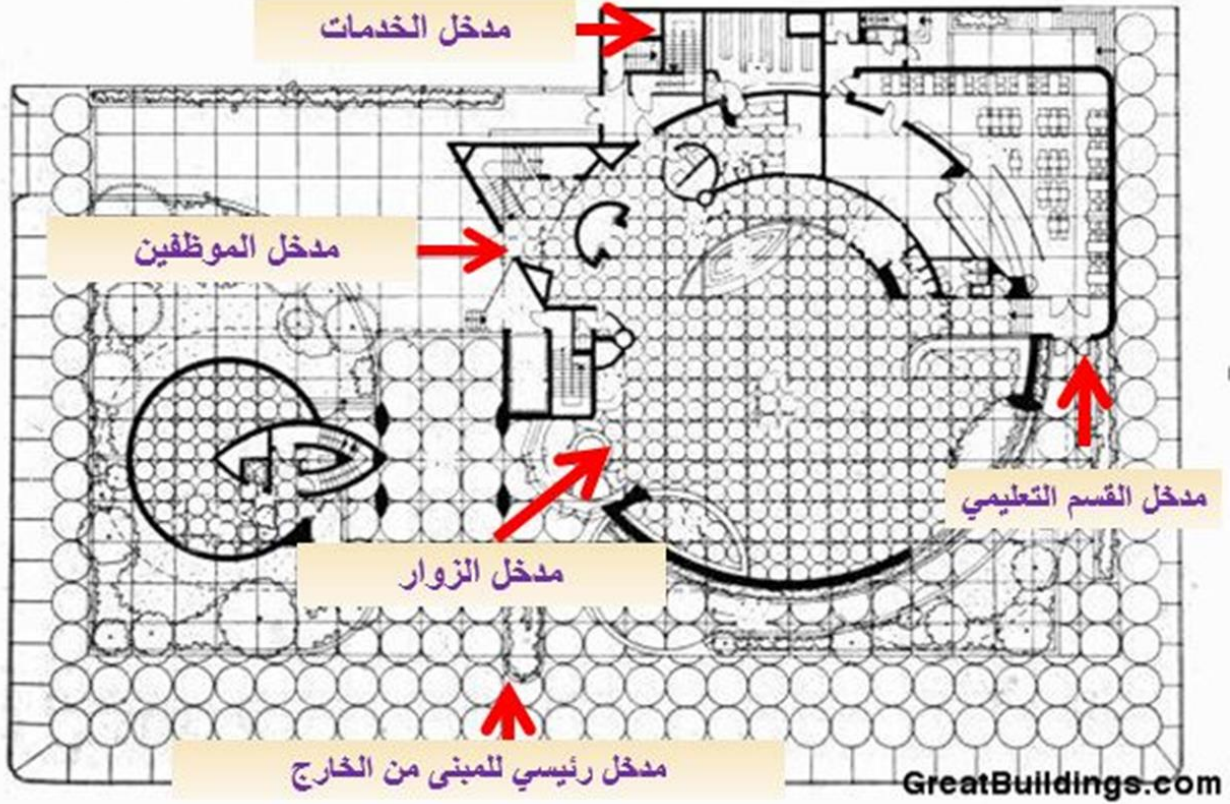 مدخل الخدمات
مدخل الموظفين
مدخل القسم التعليمي
مدخل الزوار
مدخل رئيسي للمبنى من الخارج
GreatBuildings.com